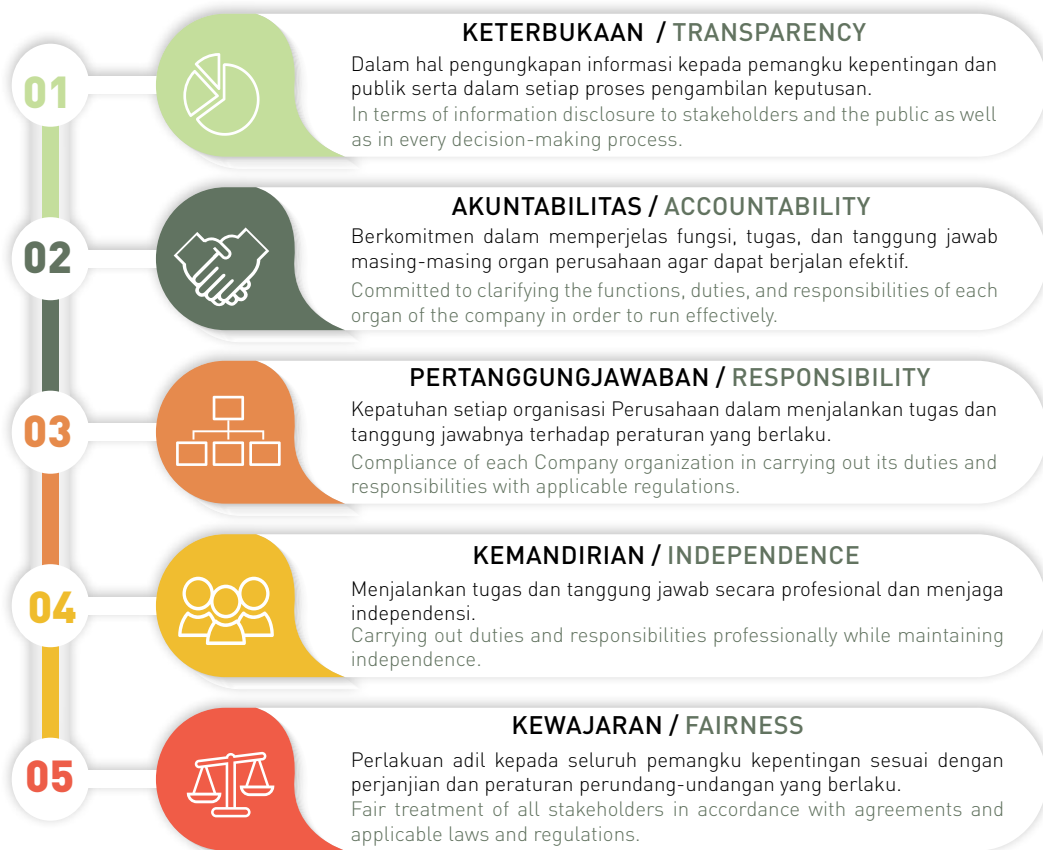 01
KETERBUKAAN / TRANSPARENCY
Dalam hal pengungkapan informasi kepada pemangku kepentingan dan
publik serta dalam setiap proses pengambilan keputusan.
In terms of information disclosure to stakeholders and the public as well
as in every decision-making process.
02
AKUNTABILITAS / ACCOUNTABILITY
Berkomitmen dalam memperjelas fungsi, tugas, dan tanggung jawab
masing-masing organ perusahaan agar dapat berjalan efektif.
Committed to clarifying the functions, duties, and responsibilities of each
organ of the company in order to run effectively.
03
PERTANGGUNGJAWABAN / RESPONSIBILITY
Kepatuhan setiap organisasi Perusahaan dalam menjalankan tugas dan
tanggung jawabnya terhadap peraturan yang berlaku.
Compliance of each Company organization in carrying out its duties and
responsibilities with applicable regulations.
04
KEMANDIRIAN / INDEPENDENCE
Menjalankan tugas dan tanggung jawab secara profesional dan menjaga
independensi.
Carrying out duties and responsibilities professionally while maintaining
independence.
05
KEWAJARAN / FAIRNESS
Perlakuan adil kepada seluruh pemangku kepentingan sesuai dengan
perjanjian dan peraturan perundang-undangan yang berlaku.
Fair treatment of all stakeholders in accordance with agreements and
applicable laws and regulations.